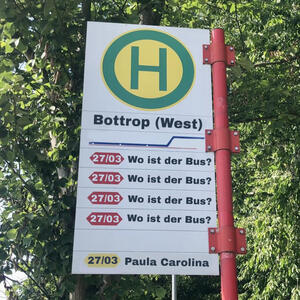 H
Bottrop (West)
27/03 Wo ist der Bus?
27/03 Wo ist der Bus?
27/03 Wo ist der Bus?
27/03 Wo ist der Bus?
27/03 Paula Carolina